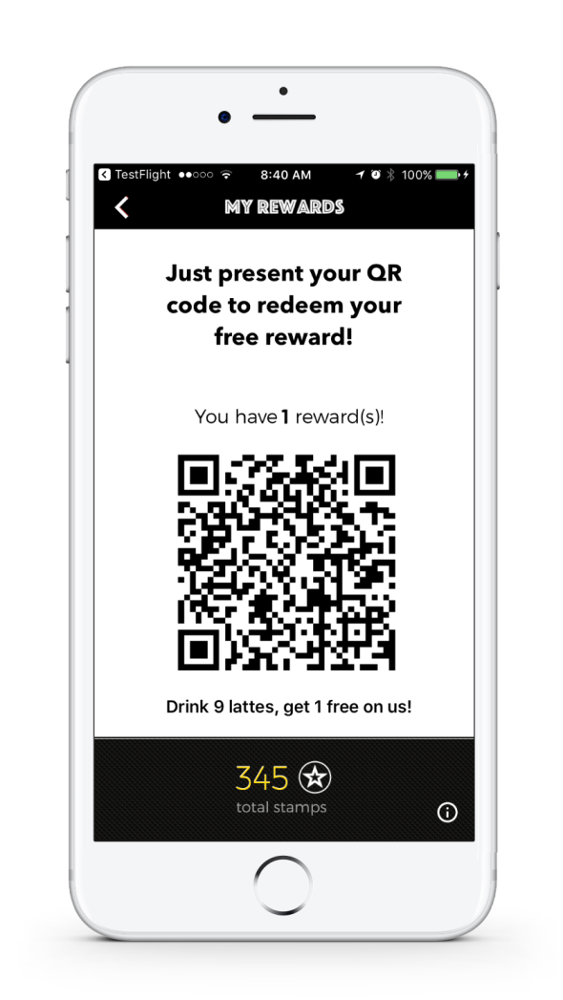 TestFlight 8:40 AM 100%
MY REWARDS
Just present your QR
code to redeem your
free reward!
You have 1 reward(s)!
Drink 9 lattes, get 1 free on us!
345
total stamps